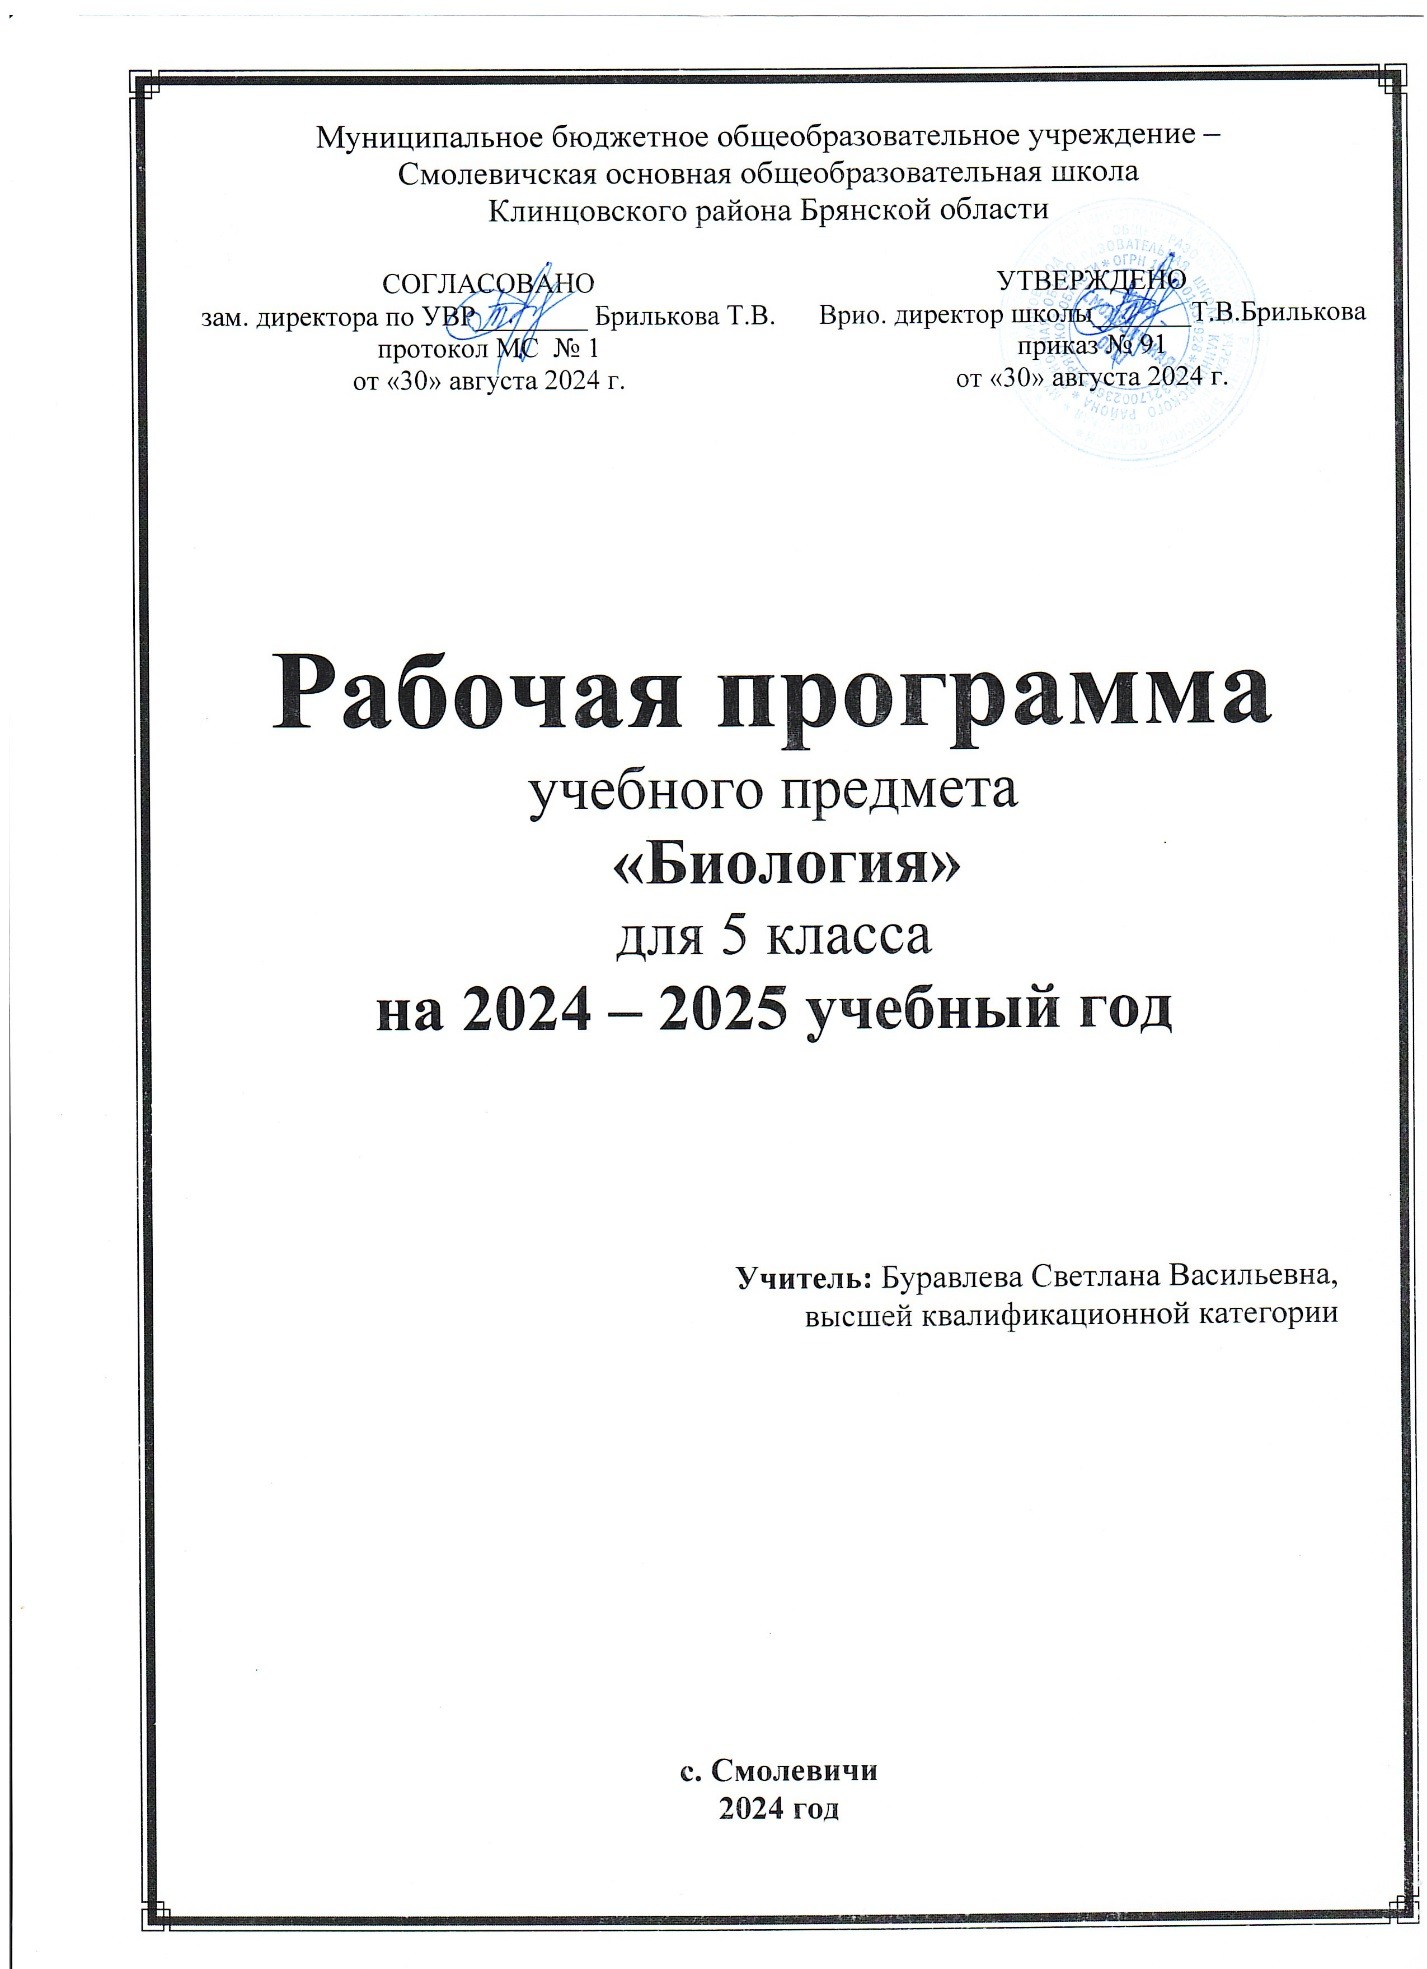 Муниципальное бюджетное общеобразовательное учреждение –
Смолевичская основная общеобразовательная школа
Клинцовского района Брянской области
СОГЛАСОВАНО
зам. директора по УВР________ Брилькова Т.В.
протокол МС № 1
от «30» августа 2024 г.
УТВЕРЖДЕНО
Врио. директор школы_______Т.В.Брилькова
приказ № 91
от «30» августа 2024 г.
Рабочая программа
учебного предмета
«Биология»
для 5 класса
на 2024 – 2025 учебный год
Учитель: Буравлева Светлана Васильевна,
высшей квалификационной категории
с. Смолевичи
2024 год